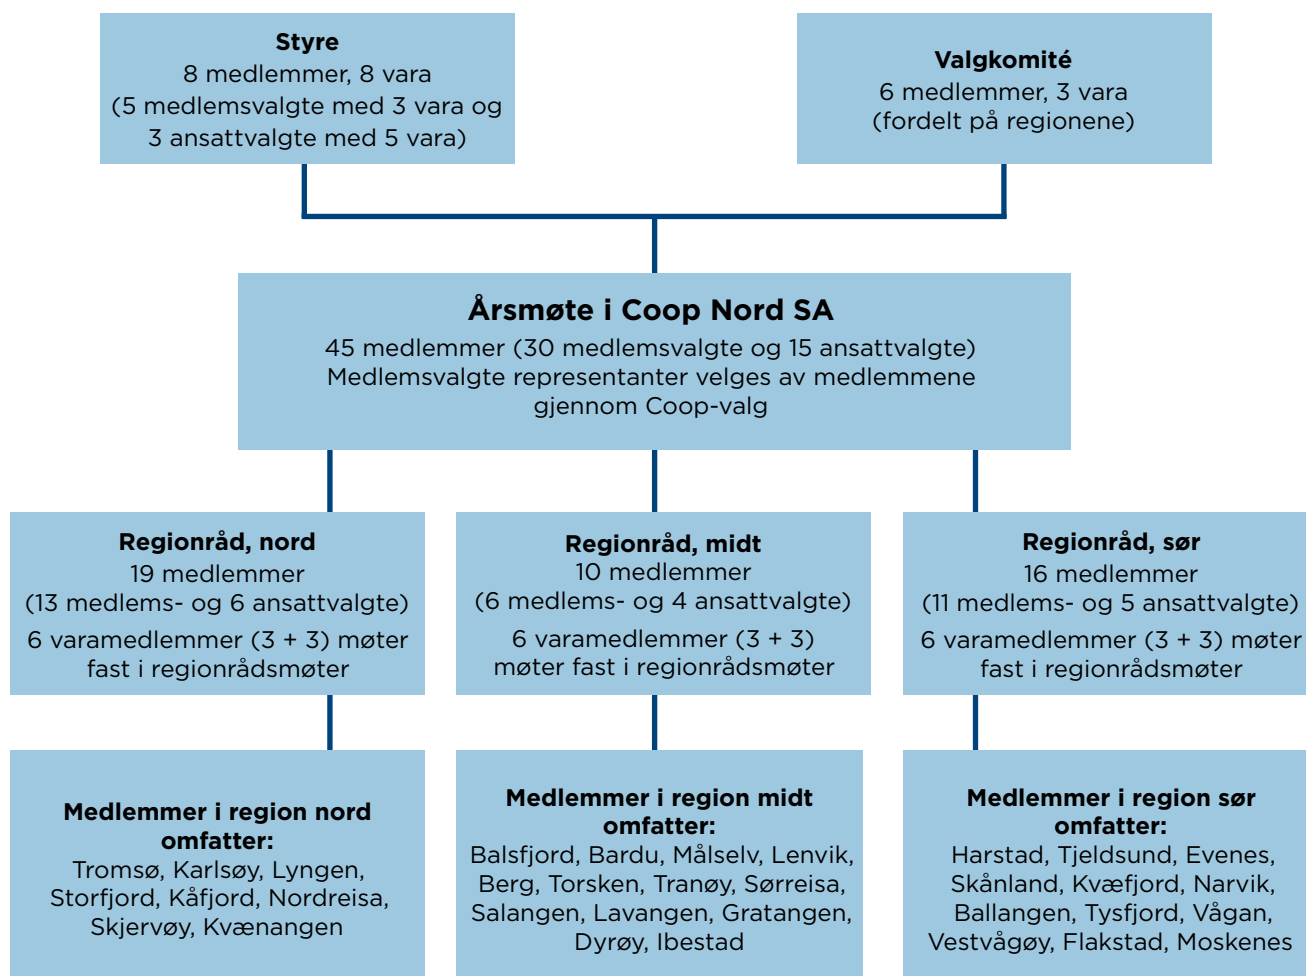 Styre
8 medlemmer, 8 vara
(5 medlemsvalgte med 3 vara og
3 ansattvalgte med 5 vara)
Valgkomité
6 medlemmer, 3 vara
(fordelt på regionene)
Årsmøte i Coop Nord SA
45 medlemmer (30 medlemsvalgte og 15 ansattvalgte)
Medlemsvalgte representanter velges av medlemmene
gjennom Coop-valg
Regionråd, nord
19 medlemmer
(13 medlems- og 6 ansattvalgte)
6 varamedlemmer (3 + 3) møter
fast i regionrådsmøter
Regionråd, midt
10 medlemmer
(6 medlems- og 4 ansattvalgte)
6 varamedlemmer (3 + 3)
møter fast i regionrådsmøter
Regionråd, sør
16 medlemmer
(11 medlems- og 5 ansattvalgte)
6 varamedlemmer (3 + 3) møter
fast i regionrådsmøter
Medlemmer i region nord
omfatter:
Tromsø, Karlsøy, Lyngen,
Storfjord, Kåfjord, Nordreisa,
Skjervøy, Kvænangen
Medlemmer i region midt
omfatter:
Balsfjord, Bardu, Målselv, Lenvik,
Berg, Torsken, Tranøy, Sørreisa,
Salangen, Lavangen, Gratangen,
Dyrøy, Ibestad
Medlemmer i region sør
omfatter:
Harstad, Tjeldsund, Evenes,
Skånland, Kvæfjord, Narvik,
Ballangen, Tysfjord, Vågan,
Vestvågøy, Flakstad, Moskenes